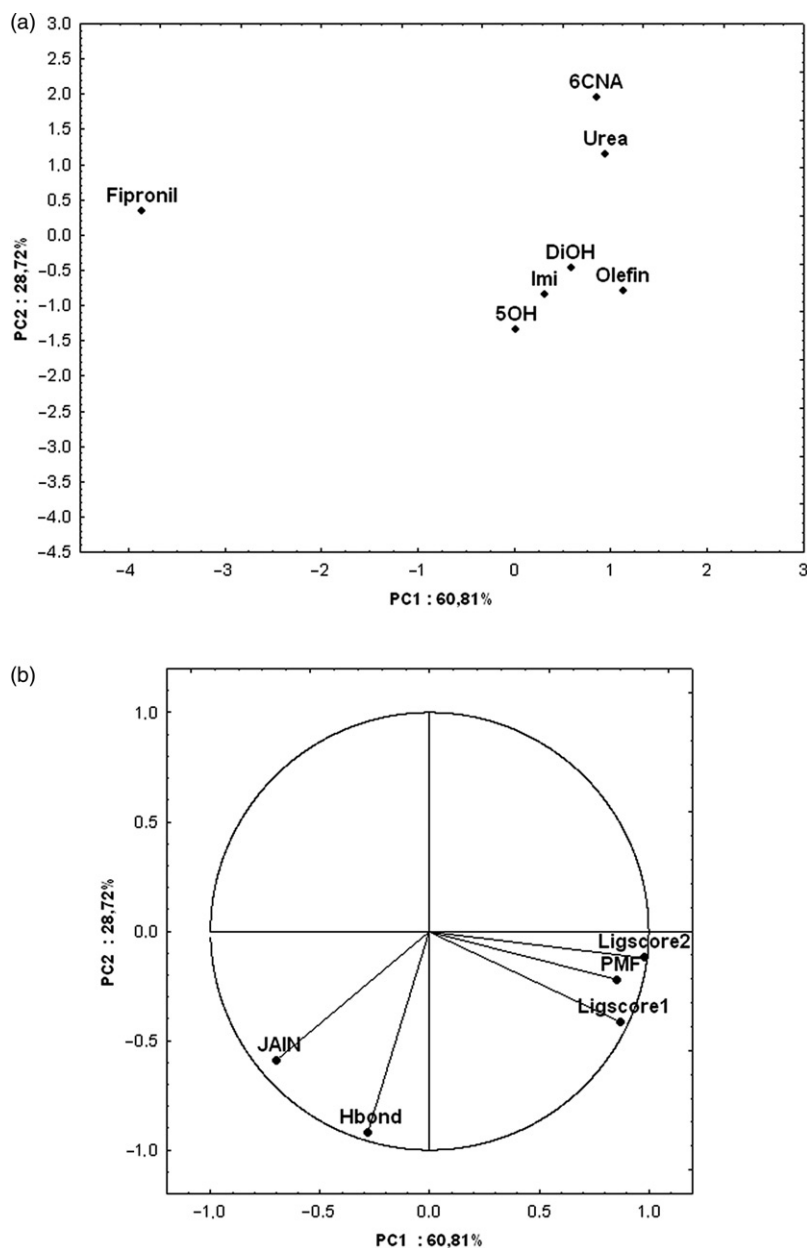 (a)
3.0
2.5
2.0
1.5
1.0
0.5
0.0
−0.5
−1.0
−1.5
−2.0
−2.5
−3.0
−3.5
−4.0
−4.5
PC2 : 28,72%
6CNA
Urea
Fipronil
DiOH
Imi
Olefin
5OH
−4
−3
−2
−1
0
1
2
3
PC1 : 60,81%
(b)
1.0
0.5
0.0
−0.5
−1.0
PC2 : 28,72%
Ligscore2
PMF
Ligscore1
JAIN
Hbond
−1,0
−0.5
0.0
0.5
1.0
PC1 : 60,81%